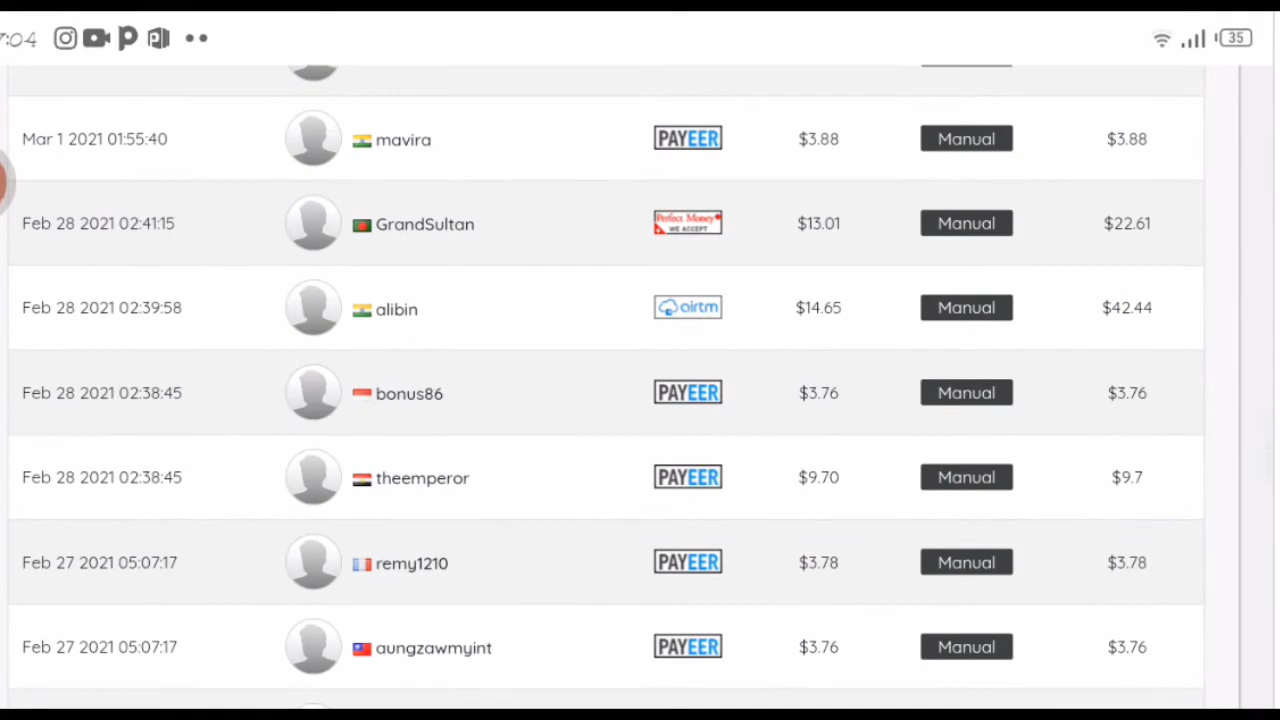 :04 35
Mar 1 2021 01:55:40 mavira PAYEER $3.88 Manual $3.88
Feb 28 2021 02:41:15 GrandSultan Perfect Money WE ACCEPT $13.01 Manual $22.61
Feb 28 2021 02:39:58 alibin airtm $14.65 Manual $42.44
Feb 28 2021 02:38:45 bonus86 PAYEER $3.76 Manual $3.76
Feb 28 2021 02:38:45 theemperor PAYEER $9.70 Manual $9.7
Feb 27 2021 05:07:17 remy1210 PAYEER $3.78 Manual $3.78
Feb 27 2021 05:07:17 aungzawmyint PAYEER $3.76 Manual $3.76